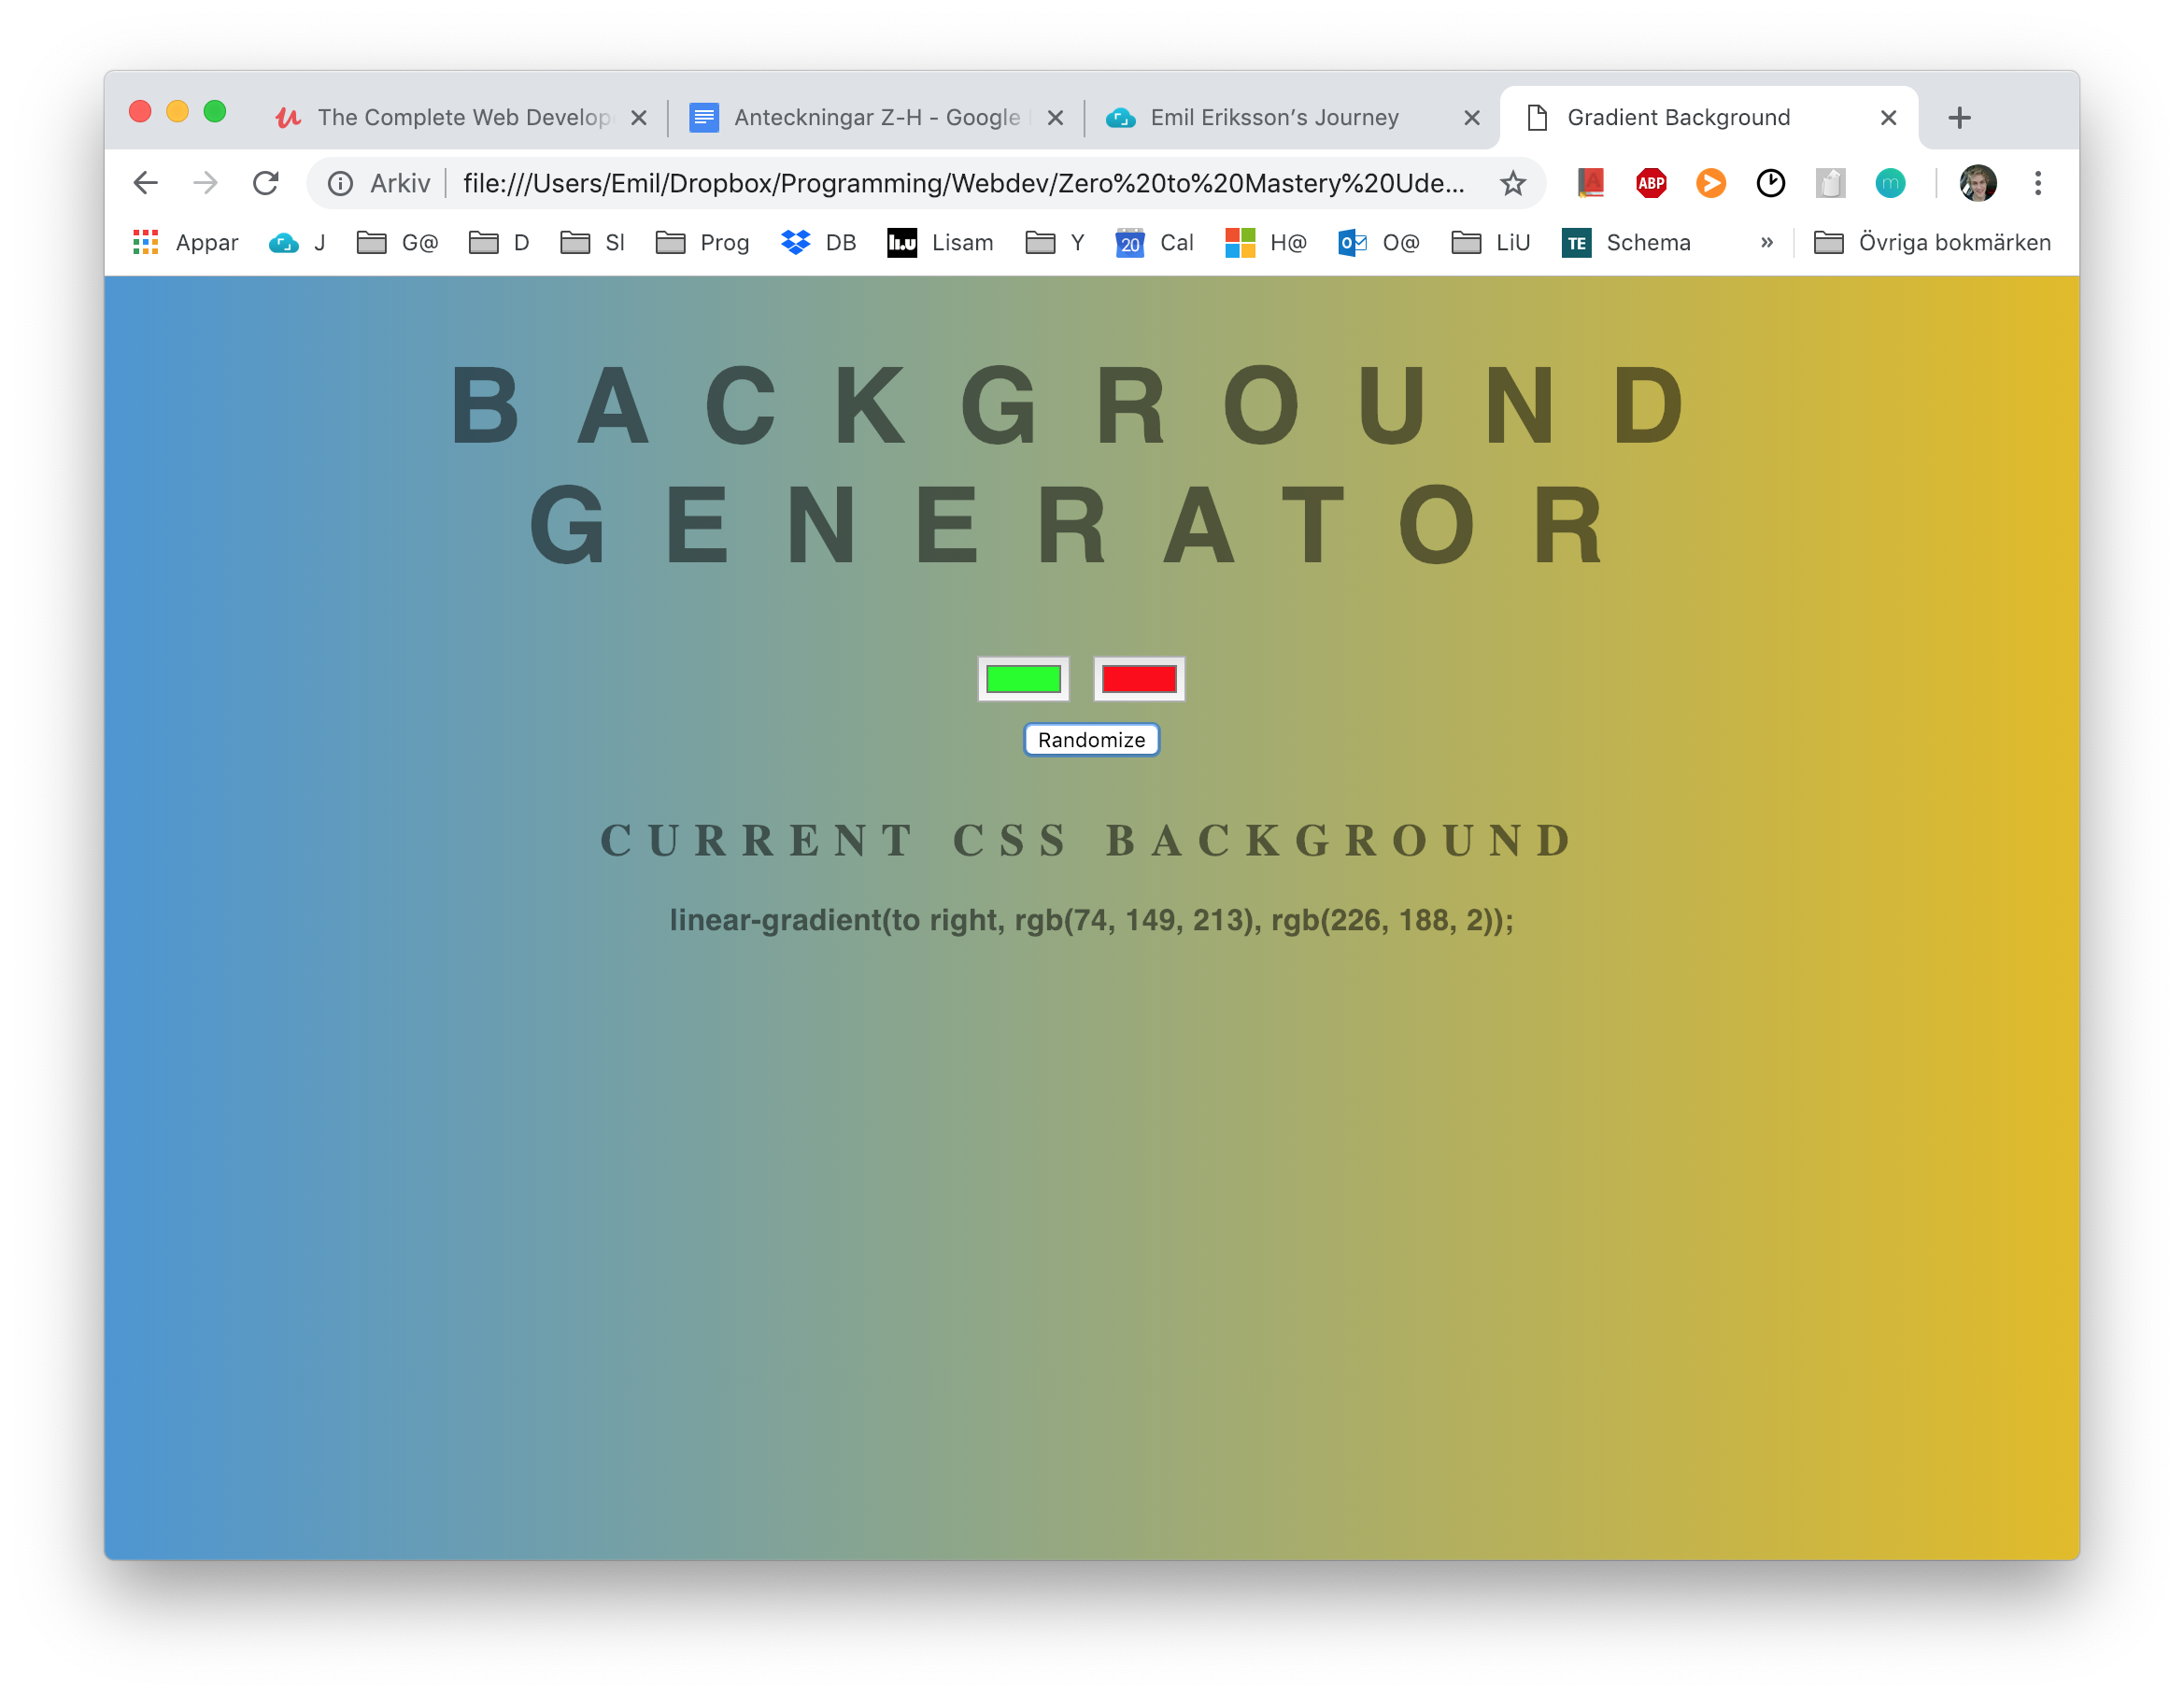 The Complete Web Develop
Anteckningar Z-H - Google
Emil Eriksson's Journey
Gradient Background
Arkiv
file:///Users/Emil/Dropbox/Programming/Webdev/Zero%20to%20Mastery%20Ude...
A
ABP
m
Appar
J
G@
D
Sl
Prog
DB
li.u Lisam
Y
20 Cal
H@
O@
LiU
TE Schema
»
Övriga bokmärken
BACKGROUND
GENERATOR
Randomize
CURRENT CSS BACKGROUND
linear-gradient(to right, rgb(74, 149, 213), rgb(226, 188, 2));